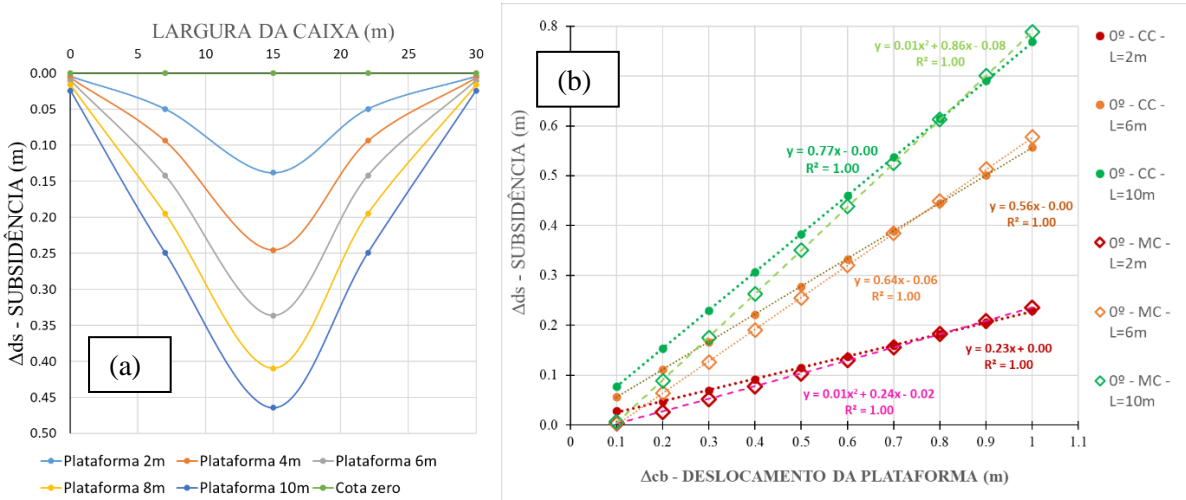 LARGURA DA CAIXA (m)
0 5 10 15 20 25 30
Δds - SUBSIDÊNCIA (m)
0.00
0.05
0.10
0.15
0.20
0.25
0.30
0.35
0.40
0.45
0.50
(a)
Plataforma 2m Plataforma 4m Plataforma 6m
Plataforma 8m Plataforma 10m Cota zero
(b)
Δds - SUBSIDÊNCIA (m)
0.8
0.7
0.6
0.5
0.4
0.3
0.2
0.1
0.0
y = 0.01x² + 0.86x - 0.08
R² = 1.00
y = 0.77x - 0.00
R² = 1.00
y = 0.56x - 0.00
R² = 1.00
y = 0.64x - 0.06
R² = 1.00
y = 0.23x + 0.00
R² = 1.00
y = 0.01x² + 0.24x - 0.02
R² = 1.00
0 0.1 0.2 0.3 0.4 0.5 0.6 0.7 0.8 0.9 1 1.1
Δcb - DESLOCAMENTO DA PLATAFORMA (m)
0º - CC -
L=2m
0º - CC -
L=6m
0º - CC -
L=10m
0º - MC -
L=2m
0º - MC -
L=6m
0º - MC -
L=10m